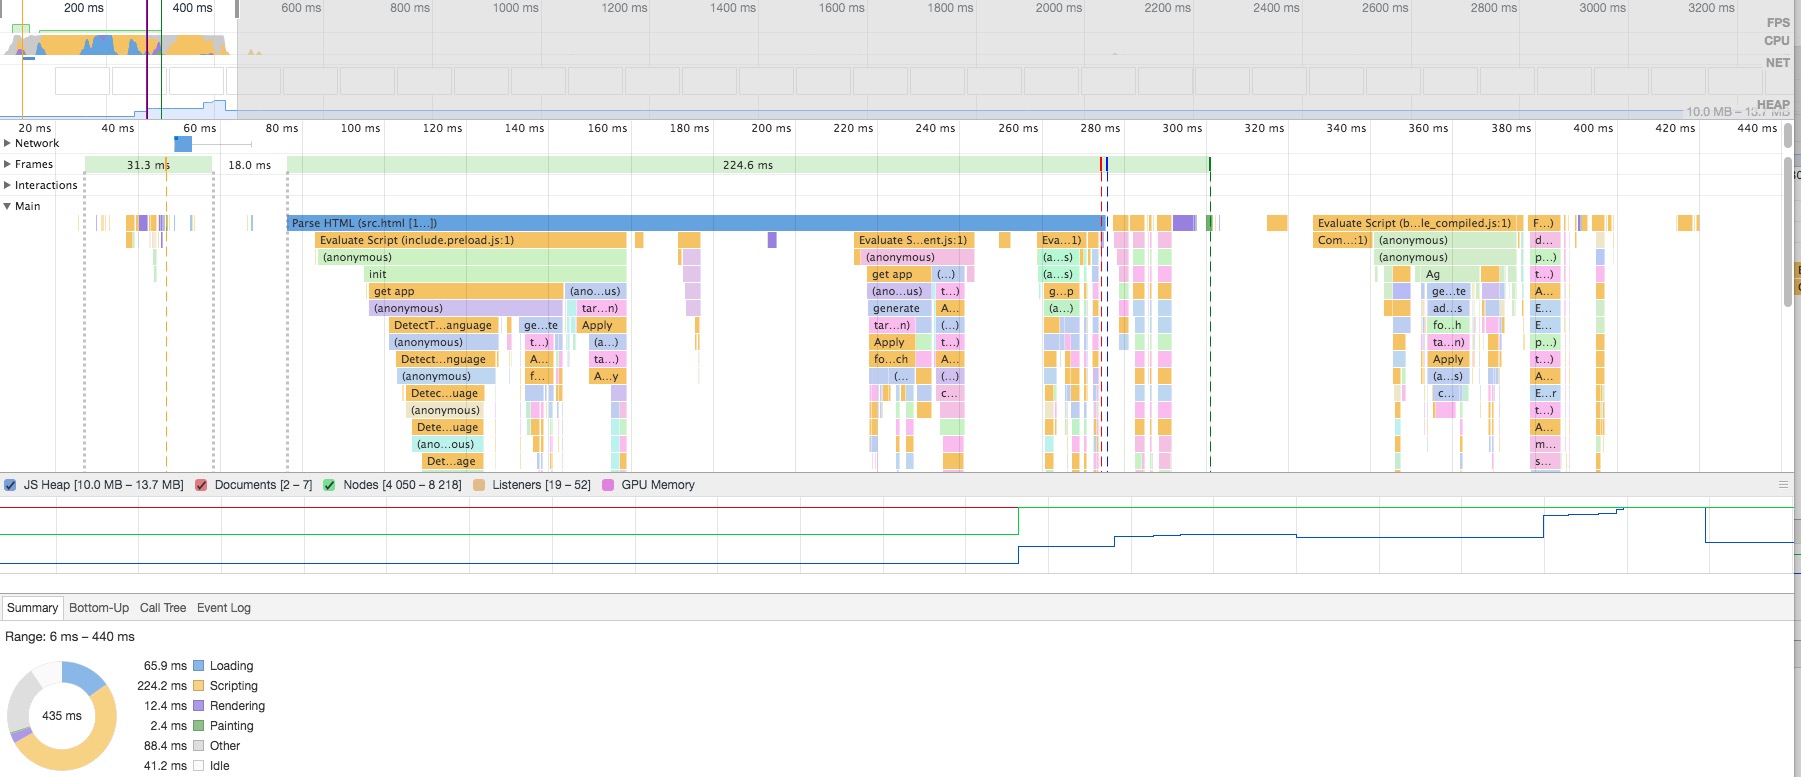 200 ms 400 ms 600 ms 800 ms 1000 ms 1200 ms 1400 ms 1600 ms 1800 ms 2000 ms 2200 ms 2400 ms 2600 ms 2800 ms 3000 ms 3200 ms
FPS
CPU
NET
HEAP
10.0 MB – 13.7 MB
20 ms 40 ms 60 ms 80 ms 100 ms 120 ms 140 ms 160 ms 180 ms 200 ms 220 ms 240 ms 260 ms 280 ms 300 ms 320 ms 340 ms 360 ms 380 ms 400 ms 420 ms 440 ms
Network
Frames 31.3 ms 18.0 ms 224.6 ms
Interactions
Main
Parse HTML (src.html [1...]) Evaluate Script (b...le_compiled.js:1) F...)
Evaluate Script (include.preload.js:1) Evaluate S...ent.js:1) Eva...1) Com...:1) (anonymous) d...
(anonymous) (anonymous) (a...s) (anonymous) p...)
init get app (...) (a...s) Ag t...)
get app (ano...us) (ano...us) t...) g...p ge...te A...
(anonymous) tar...n) generate A... (a...) ad...s E...
DetectT...anguage ge...te Apply tar...n) (...) fo...h E...
(anonymous) t...) (a...) Apply t...) ta...n) p...)
Detect...nguage A... ta...) fo...ch A... Apply t...)
(anonymous) f... A...y (... (...) (a...s) A...
Detec...uage c... c... E...r
(anonymous) t...)
Dete...uage A...
(ano...ous) m...
Det...age s...
JS Heap [10.0 MB – 13.7 MB] Documents [2 – 7] Nodes [4 050 – 8 218] Listeners [19 – 52] GPU Memory
Summary Bottom-Up Call Tree Event Log
Range: 6 ms – 440 ms
435 ms
65.9 ms Loading
224.2 ms Scripting
12.4 ms Rendering
2.4 ms Painting
88.4 ms Other
41.2 ms Idle